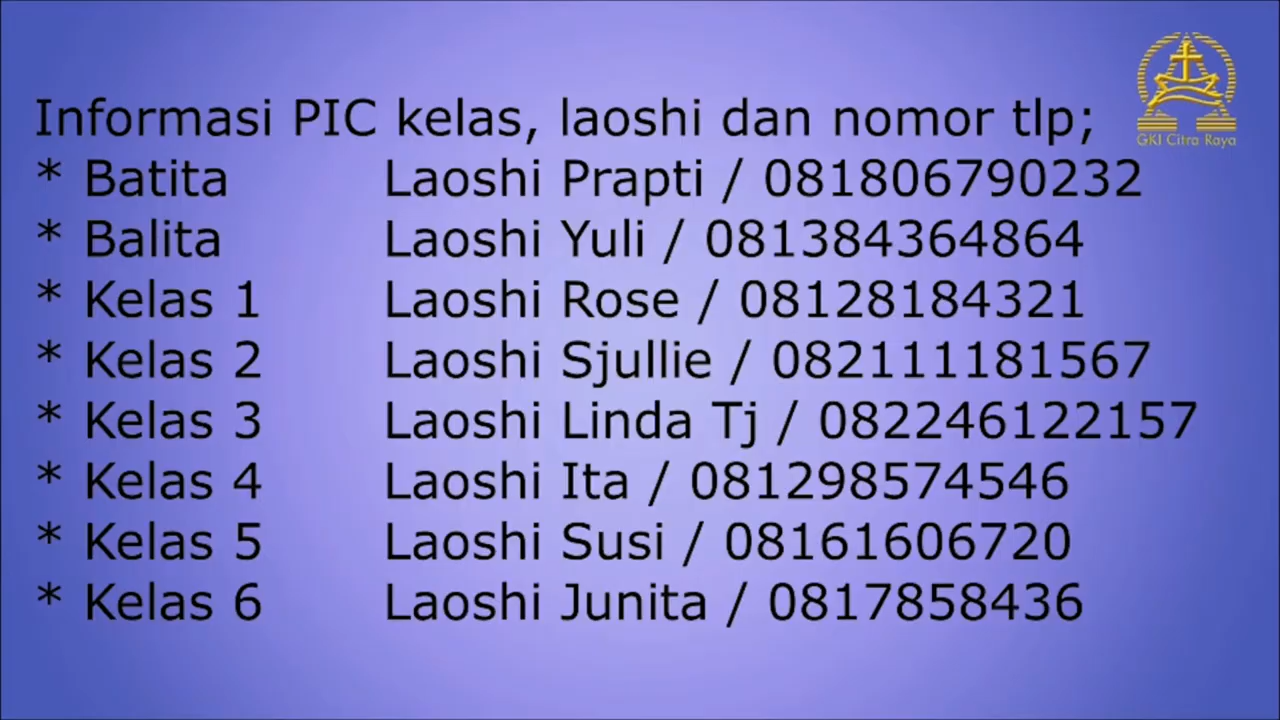 GKI Citra Raya
Informasi PIC kelas, laoshi dan nomor tlp;
* Batita Laoshi Prapti / 081806790232
* Balita Laoshi Yuli / 081384364864
* Kelas 1 Laoshi Rose / 08128184321
* Kelas 2 Laoshi Sjullie / 082111181567
* Kelas 3 Laoshi Linda Tj / 082246122157
* Kelas 4 Laoshi Ita / 081298574546
* Kelas 5 Laoshi Susi / 08161606720
* Kelas 6 Laoshi Junita / 0817858436